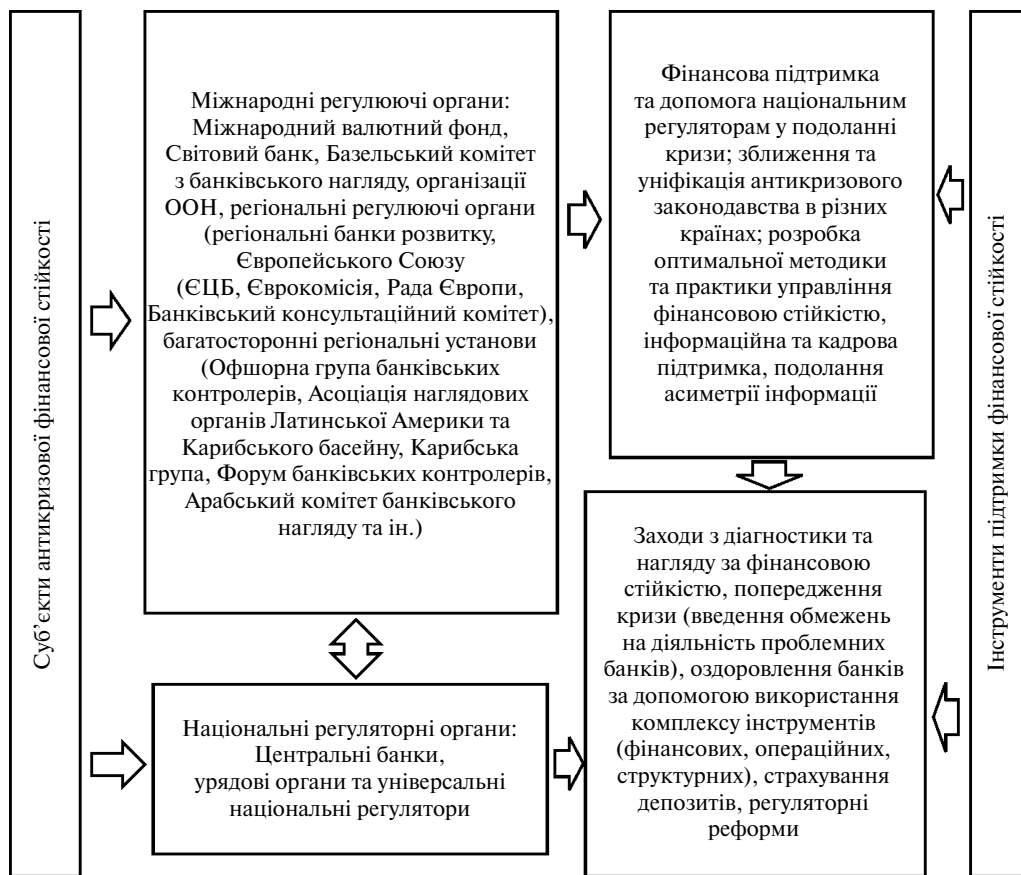 Суб’єкти антикризової фінансової стійкості
Міжнародні регулюючі органи:
Міжнародний валютний фонд,
Світовий банк, Базельський комітет
з банківського нагляду, організації
ООН, регіональні регулюючі органи
(регіональні банки розвитку,
Європейського Союзу
(ЄЦБ, Єврокомісія, Рада Європи,
Банківський консультаційний комітет),
багатосторонні регіональні установи
(Офшорна група банківських
контролерів, Асоціація наглядових
органів Латинської Америки та
Карибського басейну, Карибська
група, Форум банківських контролерів,
Арабський комітет банківського
нагляду та ін.)
Фінансова підтримка
та допомога національним
регуляторам у подоланні
кризи; зближення та
уніфікація антикризового
законодавства в різних
країнах; розробка
оптимальної методики
та практики управління
фінансовою стійкістю,
інформаційна та кадрова
підтримка, подолання
асиметрії інформації
Національні регуляторні органи:
Центральні банки,
урядові органи та універсальні
національні регулятори
Заходи з діагностики та
нагляду за фінансовою
стійкістю, попередження
кризи (введення обмежень
на діяльність проблемних
банків), оздоровлення банків
за допомогою використання
комплексу інструментів
(фінансових, операційних,
структурних), страхування
депозитів, регуляторні
реформи
Інструменти підтримки фінансової стійкості